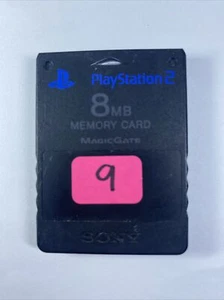 PlayStation 2
8MB
MEMORY CARD
MAGICGATE
9
SONY